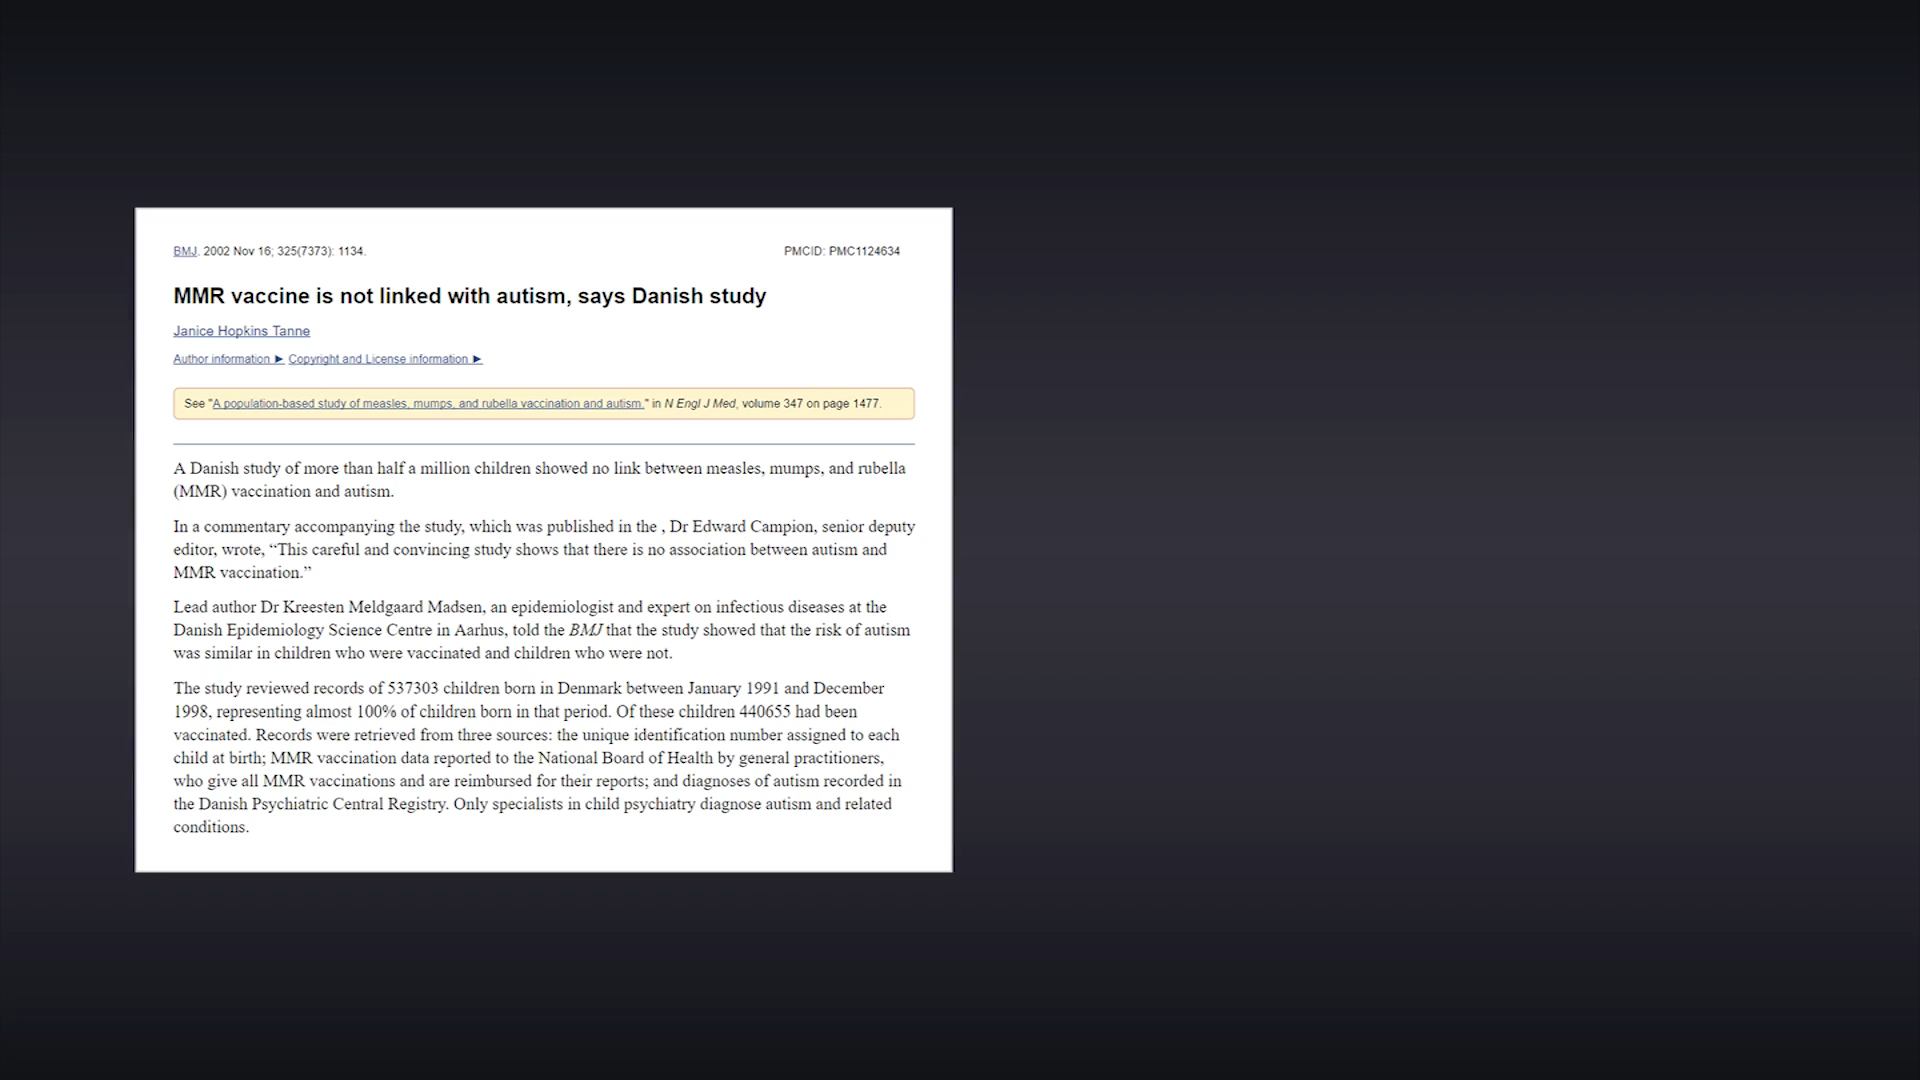 BMJ. 2002 Nov 16; 325(7373): 1134.
PMCID: PMC1124634
MMR vaccine is not linked with autism, says Danish study
Janice Hopkins Tanne
Author information ► Copyright and License information ►
See "A population-based study of measles, mumps, and rubella vaccination and autism." in N Engl J Med, volume 347 on page 1477.
A Danish study of more than half a million children showed no link between measles, mumps, and rubella
(MMR) vaccination and autism.
In a commentary accompanying the study, which was published in the , Dr Edward Campion, senior deputy
editor, wrote, “This careful and convincing study shows that there is no association between autism and
MMR vaccination.”
Lead author Dr Kreesten Meldgaard Madsen, an epidemiologist and expert on infectious diseases at the
Danish Epidemiology Science Centre in Aarhus, told the BMJ that the study showed that the risk of autism
was similar in children who were vaccinated and children who were not.
The study reviewed records of 537303 children born in Denmark between January 1991 and December
1998, representing almost 100% of children born in that period. Of these children 440655 had been
vaccinated. Records were retrieved from three sources: the unique identification number assigned to each
child at birth; MMR vaccination data reported to the National Board of Health by general practitioners,
who give all MMR vaccinations and are reimbursed for their reports; and diagnoses of autism recorded in
the Danish Psychiatric Central Registry. Only specialists in child psychiatry diagnose autism and related
conditions.